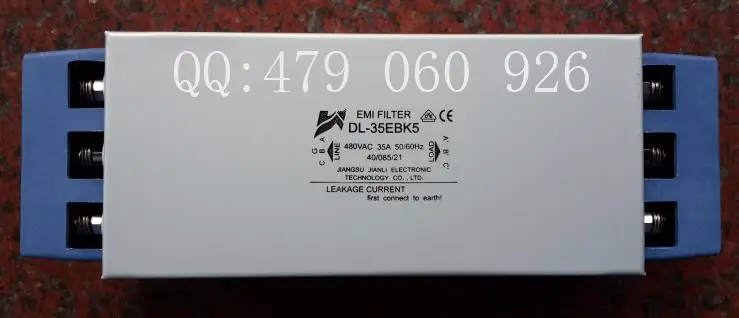 QQ:479 060 926
EMI FILTER
DL-35EBK5
CE
480VAC 35A 50/60Hz
40/085/21
C B A
G
LINE
LOAD
A' B' C'
JIANGSU JIANLI ELECTRONIC
TECHNOLOGY CO., LTD.
LEAKAGE CURRENT
first connect to earth!